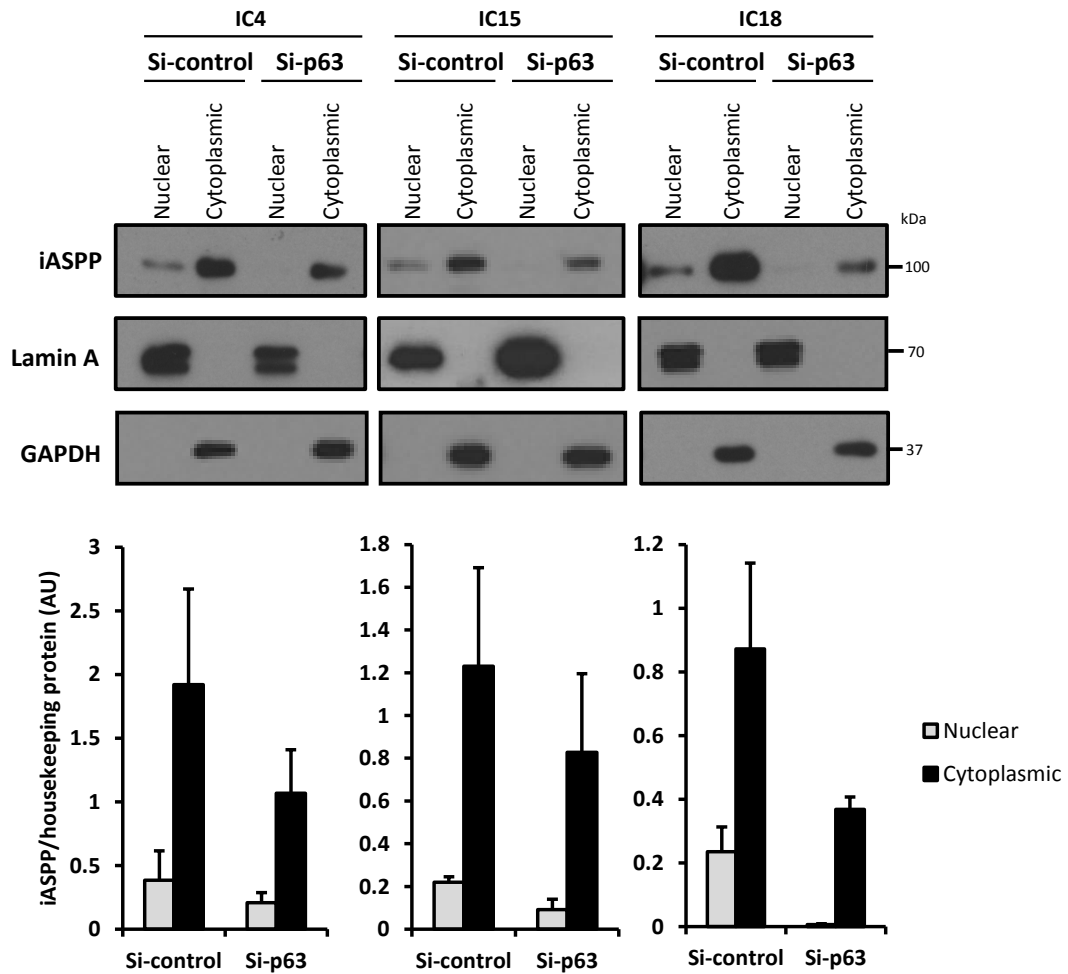 IC4 IC15 IC18
Si-control Si-p63 Si-control Si-p63 Si-control Si-p63
Nuclear Cytoplasmic Nuclear Cytoplasmic Nuclear Cytoplasmic Nuclear Cytoplasmic Nuclear Cytoplasmic Nuclear Cytoplasmic
kDa
iASPP 100
Lamin A 70
GAPDH 37
iASPP/housekeeping protein (AU)
3
2.5
2
1.5
1
0.5
0
Si-control Si-p63
1.8
1.6
1.4
1.2
1
0.8
0.6
0.4
0.2
0
Si-control Si-p63
1.2
1
0.8
0.6
0.4
0.2
0
Si-control Si-p63
Nuclear
Cytoplasmic